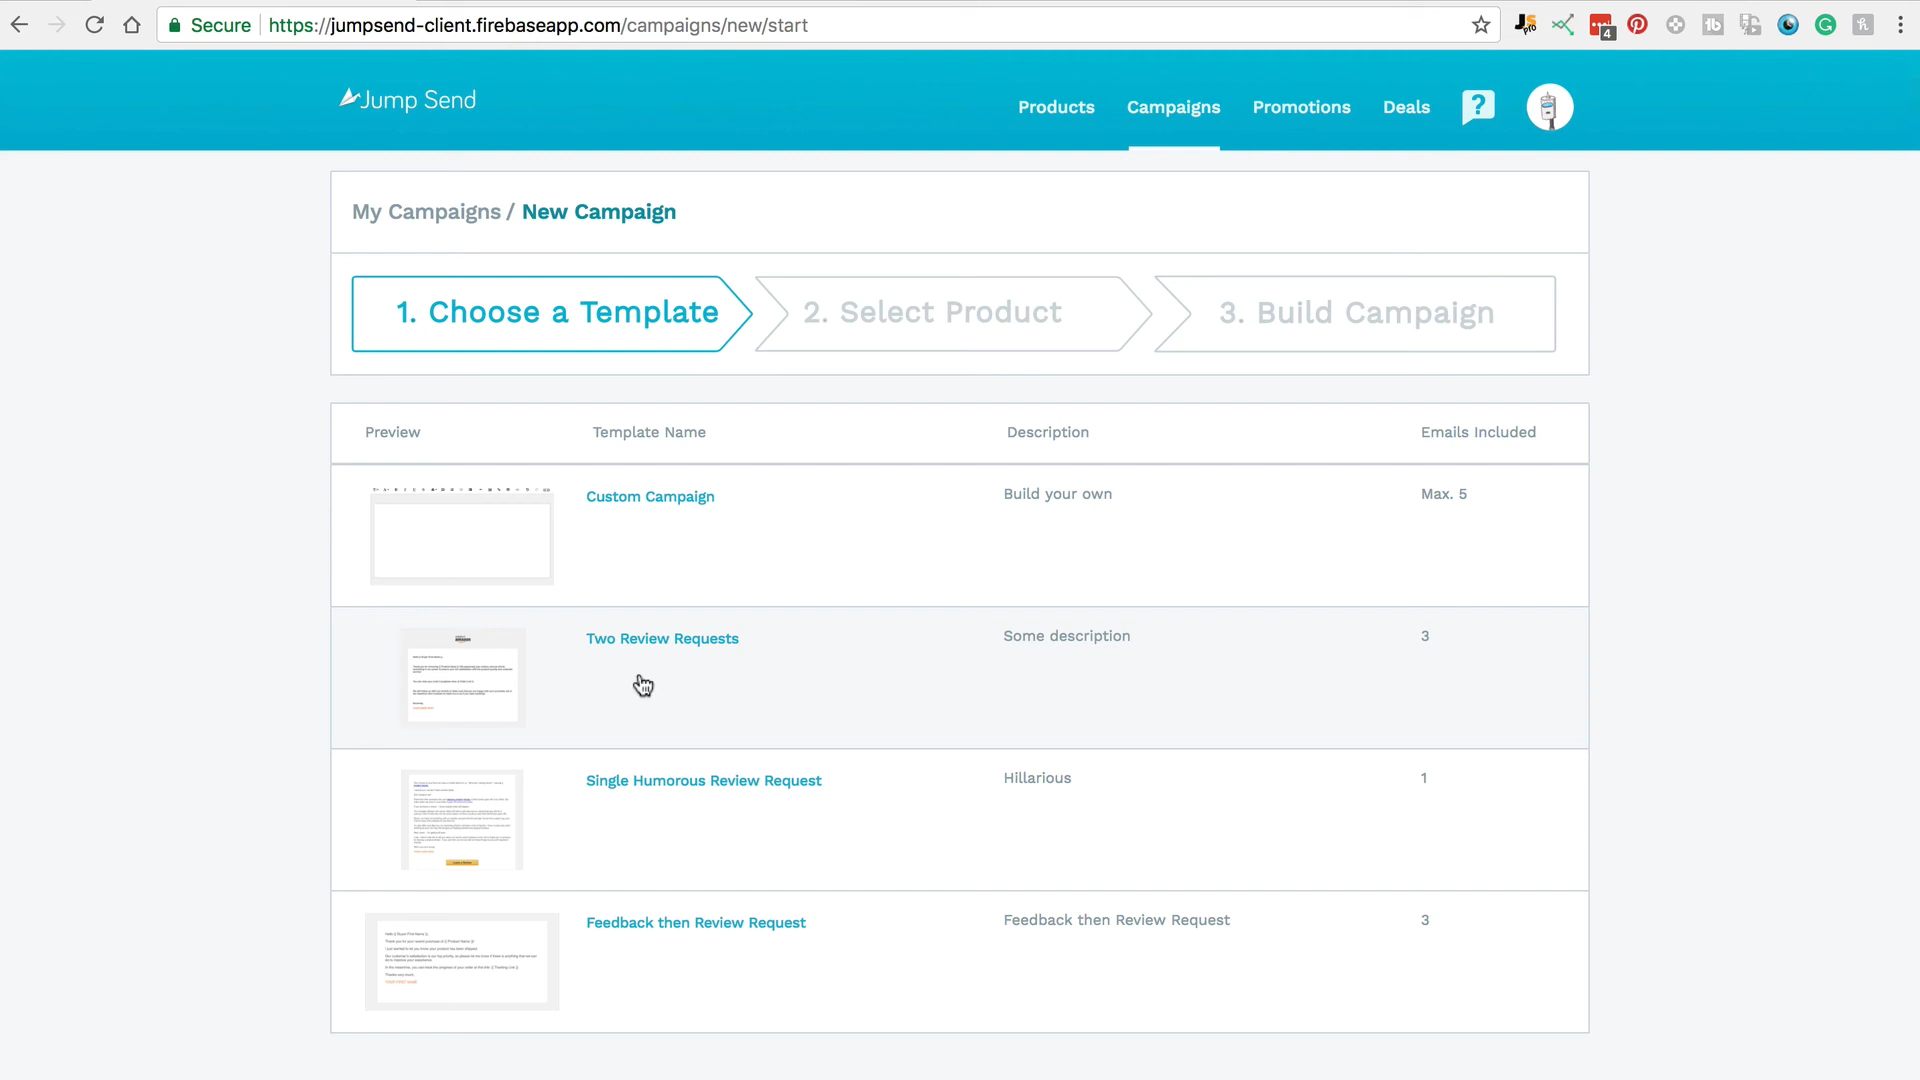 Secure https://jumpsend-client.firebaseapp.com/campaigns/new/start
4
Jump Send
Products Campaigns Promotions Deals ?
My Campaigns / New Campaign
1. Choose a Template 2. Select Product 3. Build Campaign
Preview Template Name Description Emails Included
Custom Campaign Build your own Max. 5
Two Review Requests Some description 3
Single Humorous Review Request Hillarious 1
Feedback then Review Request Feedback then Review Request 3